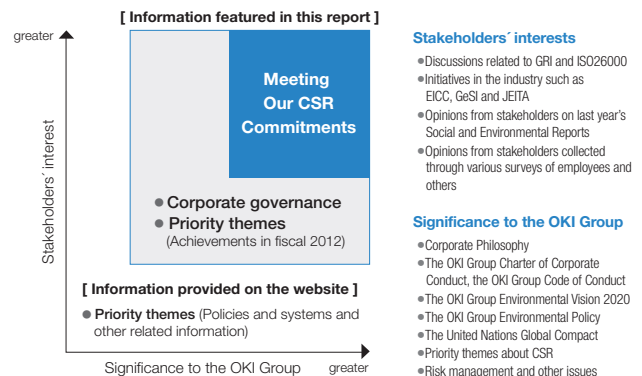 [ Information featured in this report ]
greater
Stakeholders´ interest
Meeting
Our CSR
Commitments
● Corporate governance
● Priority themes
(Achievements in fiscal 2012)
[ Information provided on the website ]
● Priority themes (Policies and systems and
other related information)
Significance to the OKI Group
greater
Stakeholders´ interests
●Discussions related to GRI and ISO26000
●Initiatives in the industry such as
EICC, GeSI and JEITA
●Opinions from stakeholders on last year's
Social and Environmental Reports
●Opinions from stakeholders collected
through various surveys of employees and
others
Significance to the OKI Group
●Corporate Philosophy
●The OKI Group Charter of Corporate
Conduct, the OKI Group Code of Conduct
●The OKI Group Environmental Vision 2020
●The OKI Group Environmental Policy
●The United Nations Global Compact
●Priority themes about CSR
●Risk management and other issues